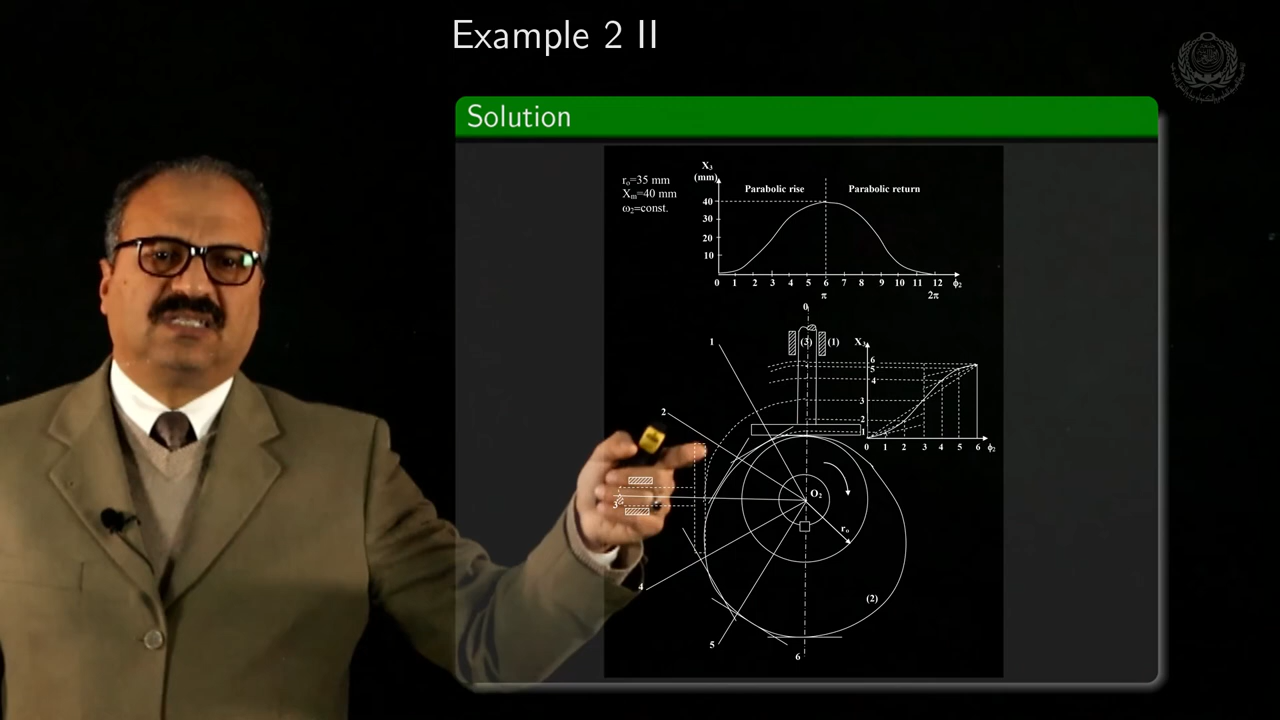 Example 2 II
Solution
rₒ=35 mm
Xₘ=40 mm
ω₂=const.
X₃
(mm)
Parabolic rise
Parabolic return
40
30
20
10
0 1 2 3 4 5 6 7 8 9 10 11 12 ϕ₂
π 2π
0
1
(3) (1)
X₃
6
5
4
3
2
1
0 1 2 3 4 5 6 ϕ₂
2
O₂
3
rₒ
4
(2)
5
6